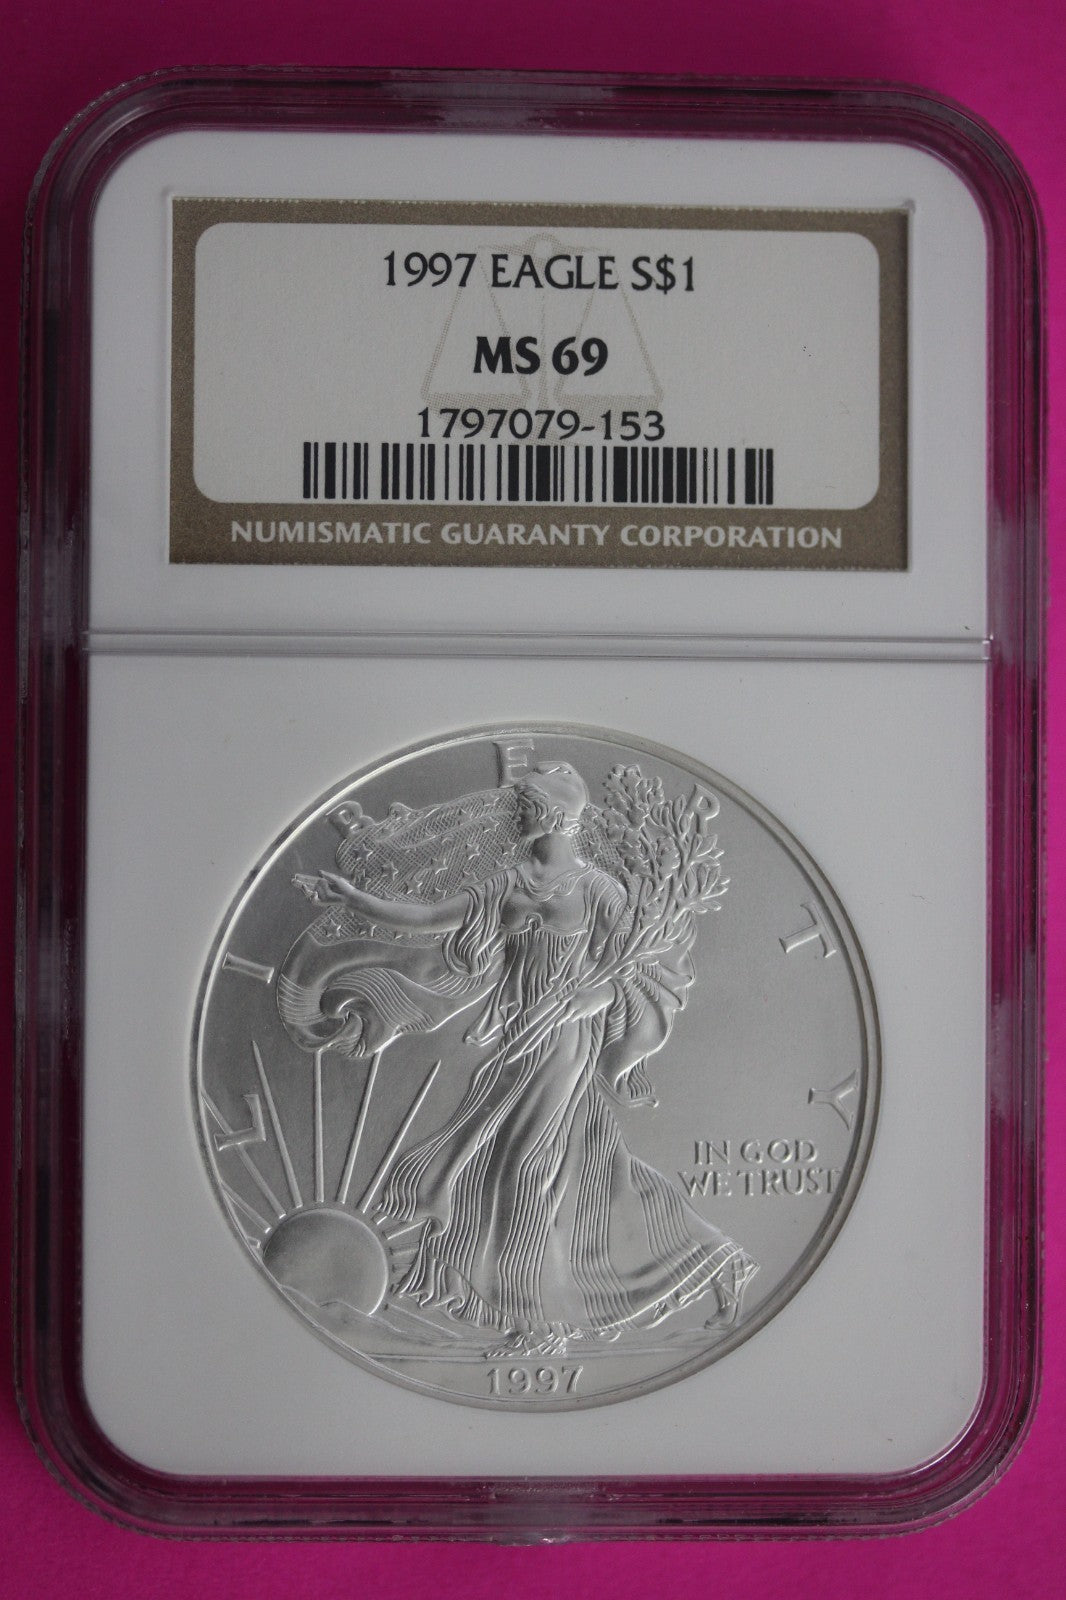 1997 EAGLE S$1
MS 69
1797079-153
NUMISMATIC GUARANTY CORPORATION
LIBERTY
IN GOD
WE TRUST
1997